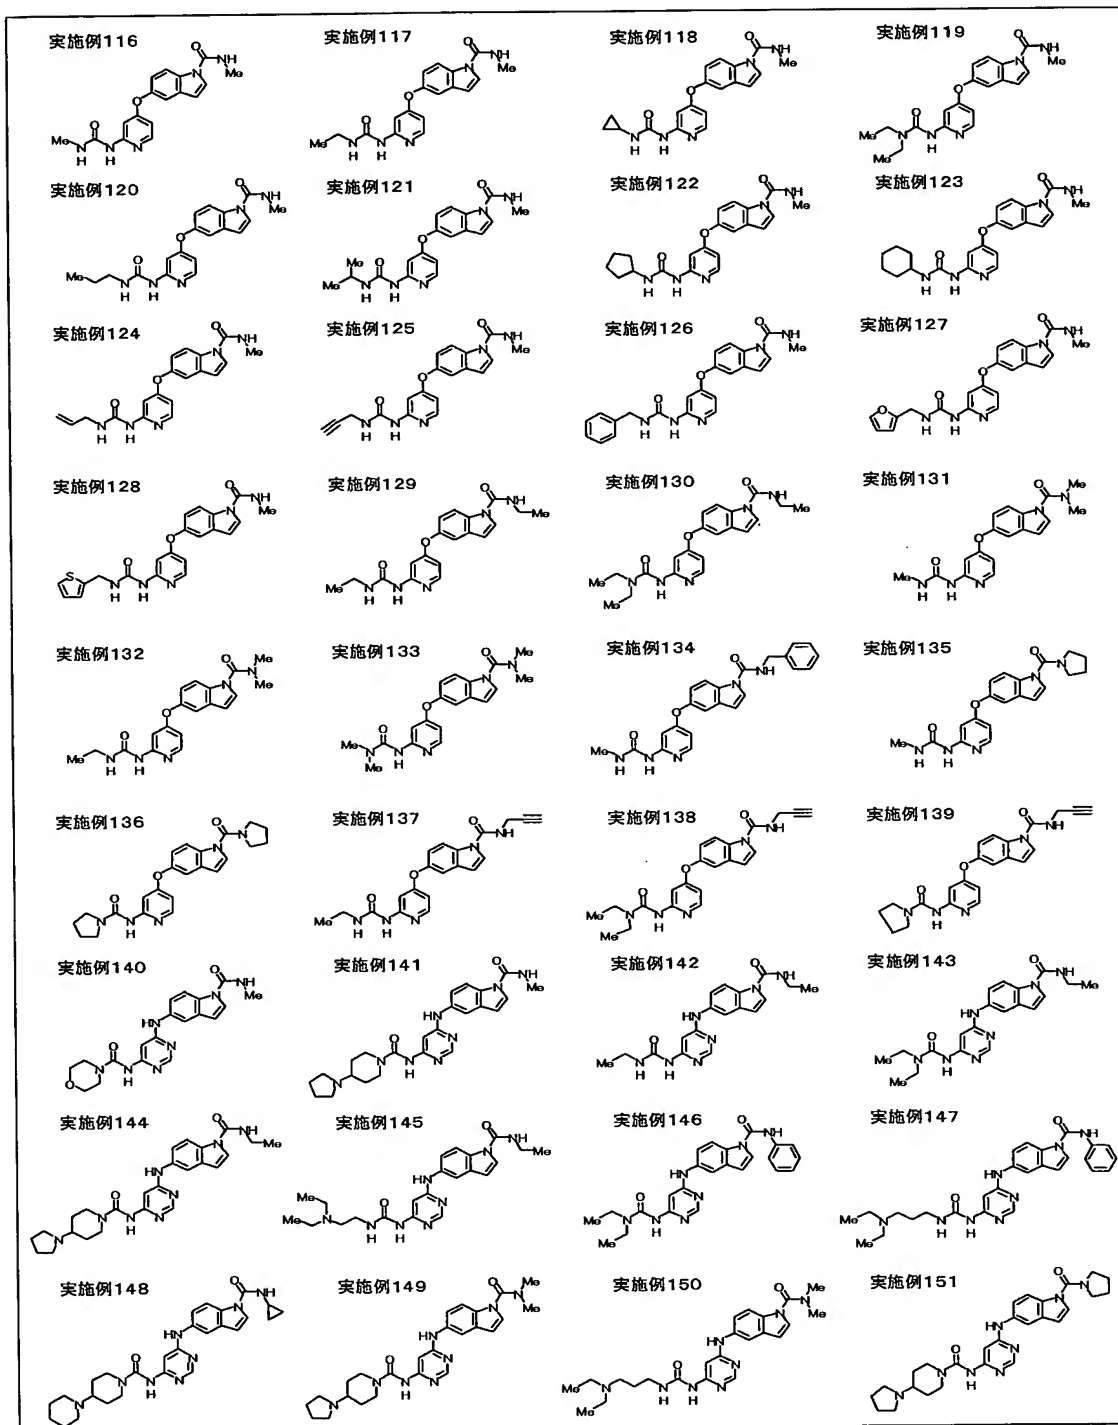 実施例116 実施例117 実施例118 実施例119
実施例120 実施例121 実施例122 実施例123
実施例124 実施例125 実施例126 実施例127
実施例128 実施例129 実施例130 実施例131
実施例132 実施例133 実施例134 実施例135
実施例136 実施例137 実施例138 実施例139
実施例140 実施例141 実施例142 実施例143
実施例144 実施例145 実施例146 実施例147
実施例148 実施例149 実施例150 実施例151